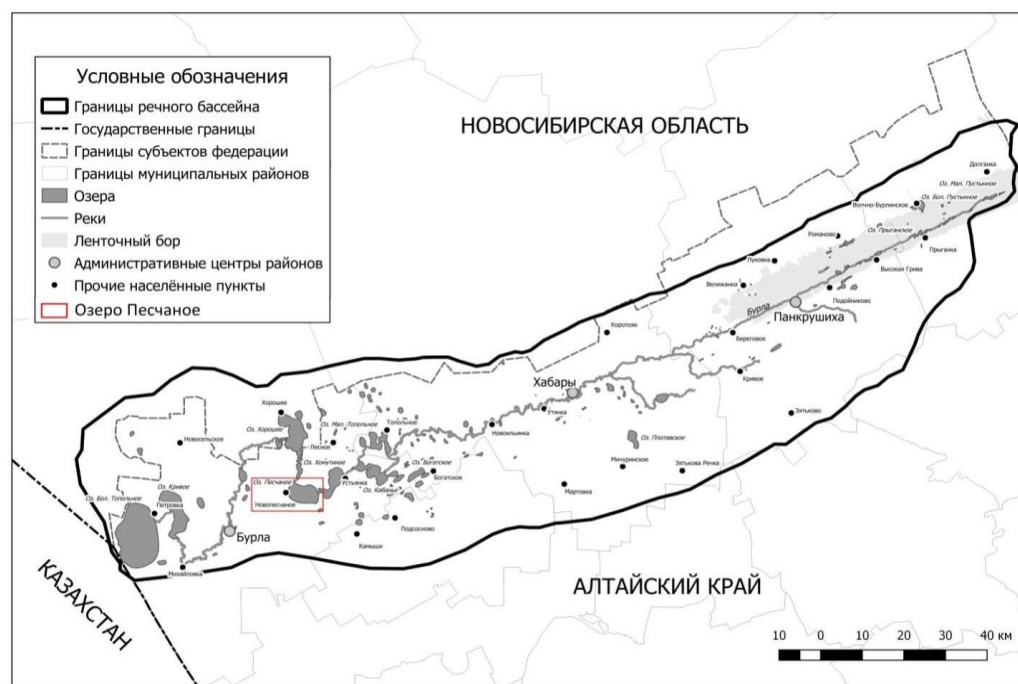 Условные обозначения
Границы речного бассейна
Государственные границы
Границы субъектов федерации
Границы муниципальных районов
Озера
Реки
Ленточный бор
Административные центры районов
Прочие населённые пункты
Озеро Песчаное
НОВОСИБИРСКАЯ ОБЛАСТЬ
Долганка
Оз. Мал. Пустынное
Оз. Бол. Пустынное
Волчно-Бурлинское
Оз. Прыганское
Романово
Прыганка
Луковка
Высокая Грива
Велижанка
Подойниково
Бурла
Панкрушиха
Коротояк
Береговое
Кривое
Хабары
Зятьково
Утянка
Новоильинка
Оз. Плотавское
Мичуринское
Зятькова Речка
Мартовка
Хорошее
Оз. Хорошее
Оз. Мал. Топольное
Топольное
Лесное
Новосельское
Оз. Хомутиное
Оз. Богатское
Богатское
Устьянка
Оз. Кабанье
Оз. Песчаное
Новопесчаное
Оз. Кривое
Оз. Бол. Топольное
Петровка
Подсосново
Бурла
Камыши
Михайловка
КАЗАХСТАН
АЛТАЙСКИЙ КРАЙ
10 0 10 20 30 40 км